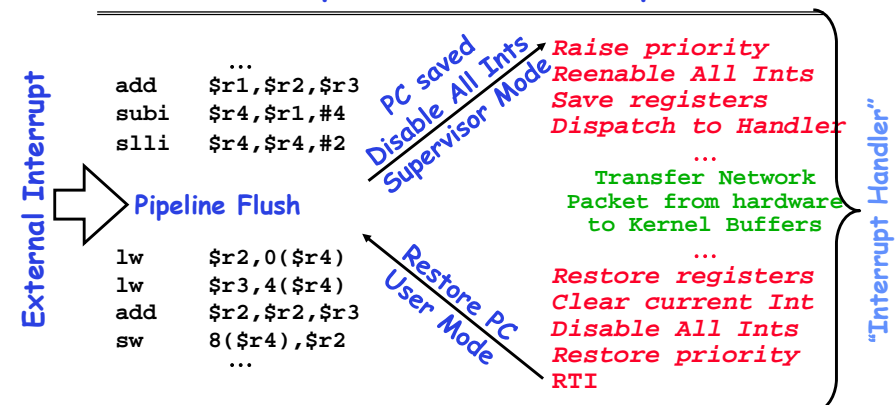 External Interrupt
…
add $r1,$r2,$r3
subi $r4,$r1,#4
slli $r4,$r4,#2
Pipeline Flush
lw $r2,0($r4)
lw $r3,4($r4)
add $r2,$r2,$r3
sw 8($r4),$r2
…
PC saved
Disable All Ints
Supervisor Mode
Restore PC
User Mode
Raise priority
Reenable All Ints
Save registers
Dispatch to Handler
…
Transfer Network
Packet from hardware
to Kernel Buffers
…
Restore registers
Clear current Int
Disable All Ints
Restore priority
RTI
“Interrupt Handler”